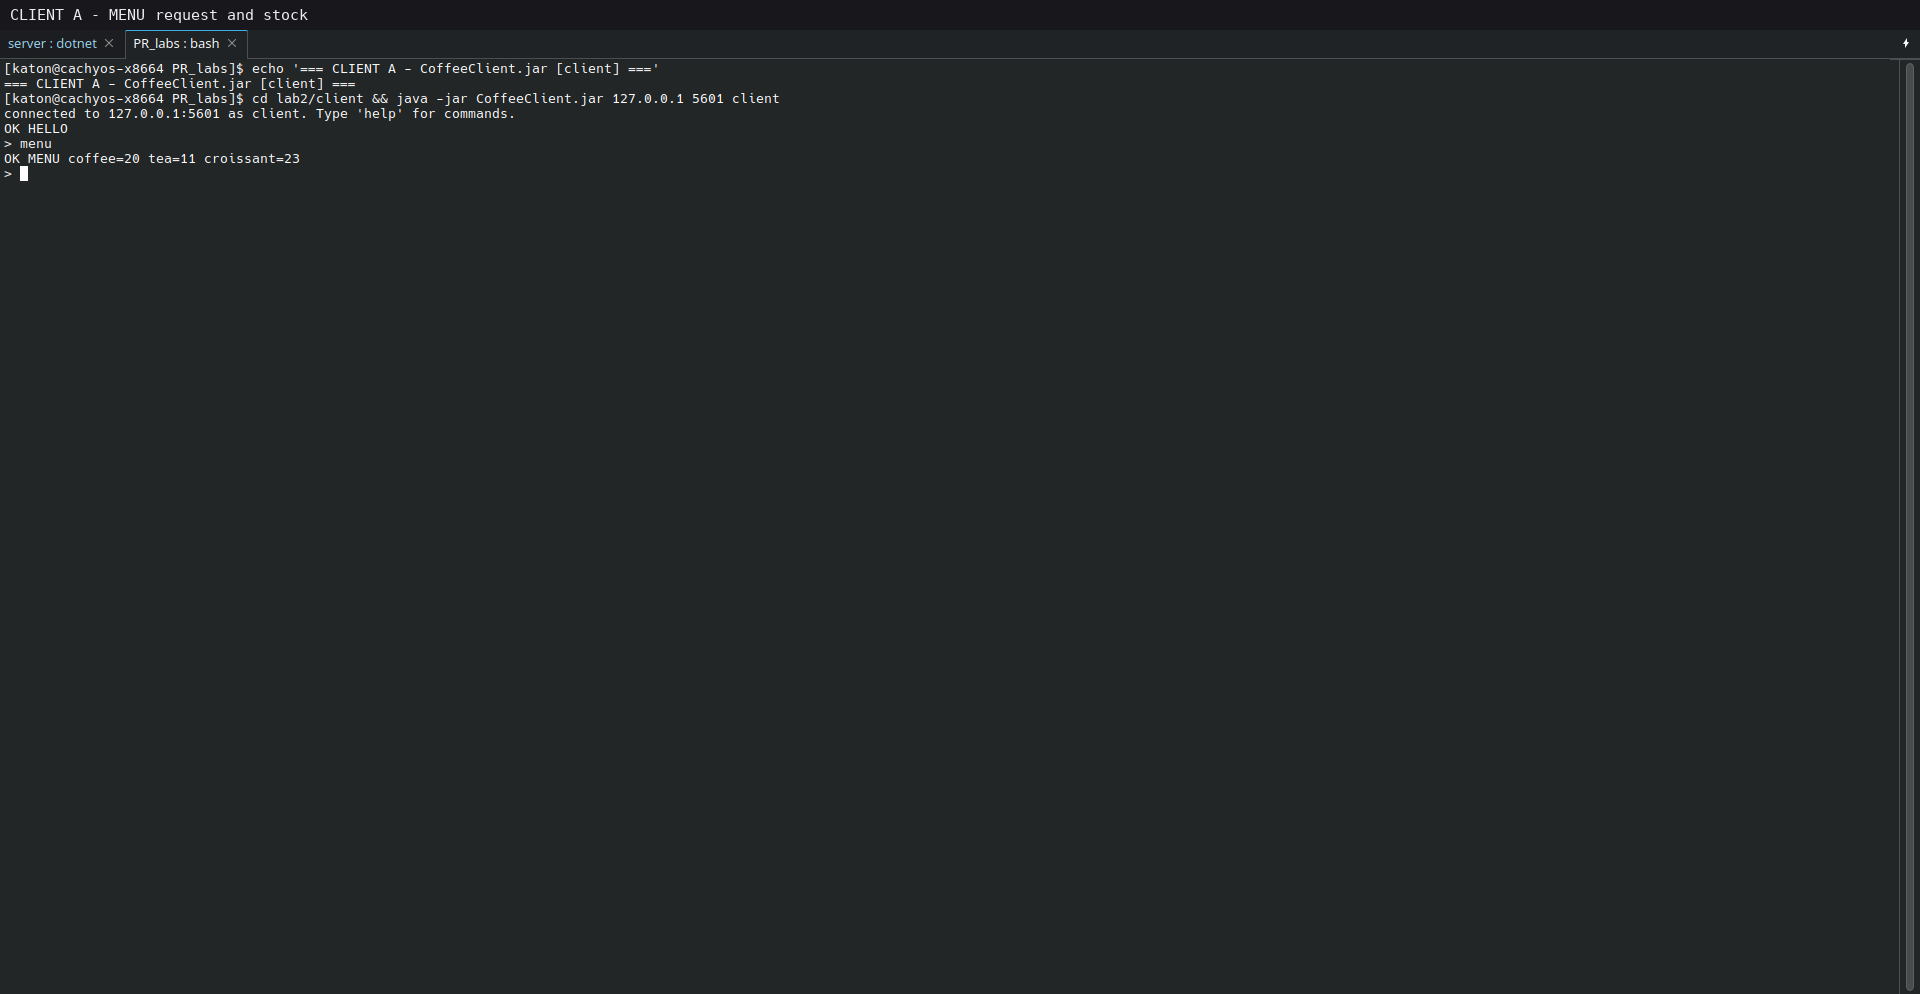 CLIENT A - MENU request and stock
server : dotnet
PR_labs : bash
[katon@cachyos-x8664 PR_labs]$ echo '=== CLIENT A - CoffeeClient.jar [client] ==='
=== CLIENT A - CoffeeClient.jar [client] ===
[katon@cachyos-x8664 PR_labs]$ cd lab2/client && java -jar CoffeeClient.jar 127.0.0.1 5601 client
connected to 127.0.0.1:5601 as client. Type 'help' for commands.
OK HELLO
> menu
OK MENU coffee=20 tea=11 croissant=23
>